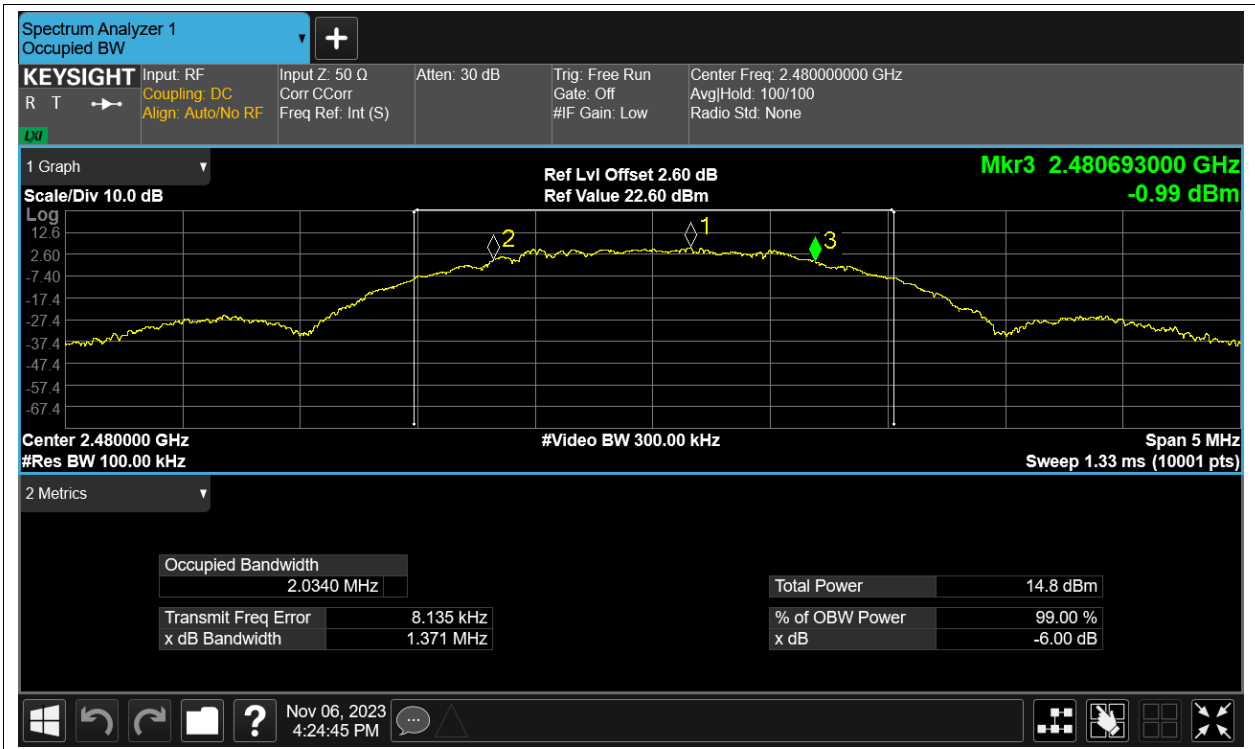 Spectrum Analyzer 1
Occupied BW
KEYSIGHT
R T
LXI
Input: RF
Coupling: DC
Align: Auto/No RF
Input Z: 50 Ω
Corr CCorr
Freq Ref: Int (S)
Atten: 30 dB
Trig: Free Run
Gate: Off
#IF Gain: Low
Center Freq: 2.480000000 GHz
Avg|Hold: 100/100
Radio Std: None
1 Graph
Scale/Div 10.0 dB
Ref Lvl Offset 2.60 dB
Ref Value 22.60 dBm
Mkr3 2.480693000 GHz
-0.99 dBm
Log
12.6
2.60
-7.40
-17.4
-27.4
-37.4
-47.4
-57.4
-67.4
2
1
3
Center 2.480000 GHz
#Res BW 100.00 kHz
#Video BW 300.00 kHz
Span 5 MHz
Sweep 1.33 ms (10001 pts)
2 Metrics
Occupied Bandwidth
2.0340 MHz
Transmit Freq Error 8.135 kHz
x dB Bandwidth 1.371 MHz
Total Power 14.8 dBm
% of OBW Power 99.00 %
x dB -6.00 dB
?
Nov 06, 2023
4:24:45 PM